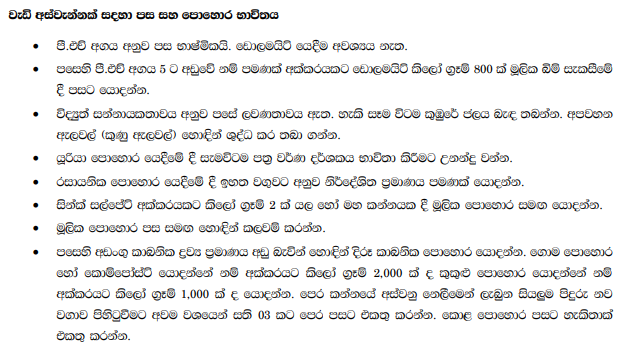 වැඩි අස්වැන්නක් සඳහා පස සහ පොහොර භාවිතය
• පී.එච් අගය අනුව පස භාෂ්මිකයි. ඩොලමයිට් යෙදීම අවශ්‍යය නැත.
• පසෙහි පී.එච් අගය 5 ට අඩුවේ නම් පමණක් අක්කරයකට ඩොලමයිට් කිලෝ ග්‍රෑම් 800 ක් මූලික බිම් සැකසීමේ
දී පසට යොදන්න.
• විද්‍යුත් සන්නායකතාවය අනුව පසේ ලවණතාවය ඇත. හැකි සෑම විටම කුඹුරේ ජලය බැඳ තබන්න. අපවහන
ඇලවල් (කුණු ඇලවල්) හොඳින් ශුද්ධ කර තබා ගන්න.
• යූරියා පොහොර යෙදීමේ දී සැමවිටම පත්‍ර වර්ණ දර්ශකය භාවිතා කිරීමට උනන්දු වන්න.
• රසායනික පොහොර යෙදීමේ දී ඉහත වගුවට අනුව නිර්දේශිත ප්‍රමාණය පමණක් යොදන්න.
• සින්ක් සල්පේට් අක්කරයකට කිලෝ ග්‍රෑම් 2 ක් යල හෝ මහ කන්නයක දී මූලික පොහොර සමඟ යොදන්න.
• මූලික පොහොර පස සමඟ හොඳින් කලවම් කරන්න.
• පසෙහි අඩංගු කාබනික ද්‍රව්‍ය ප්‍රමාණය අඩු බැවින් හොඳින් දිරූ කාබනික පොහොර යොදන්න. ගොම පොහොර
හෝ කොම්පෝස්ට් යොදන්නේ නම් අක්කරයට කිලෝ ග්‍රෑම් 2,000 ක් ද කුකුළු පොහොර යොදන්නේ නම්
අක්කරයට කිලෝ ග්‍රෑම් 1,000 ක් ද යොදන්න. පෙර කන්නයේ අස්වනු නෙලීමෙන් ලැබුන සියලුම පිදුරු නව
වගාව පිහිටුවීමට අවම වශයෙන් සති 03 කට පෙර පසට එකතු කරන්න. කොළ පොහොර පසට හැකිතාක්
එකතු කරන්න.